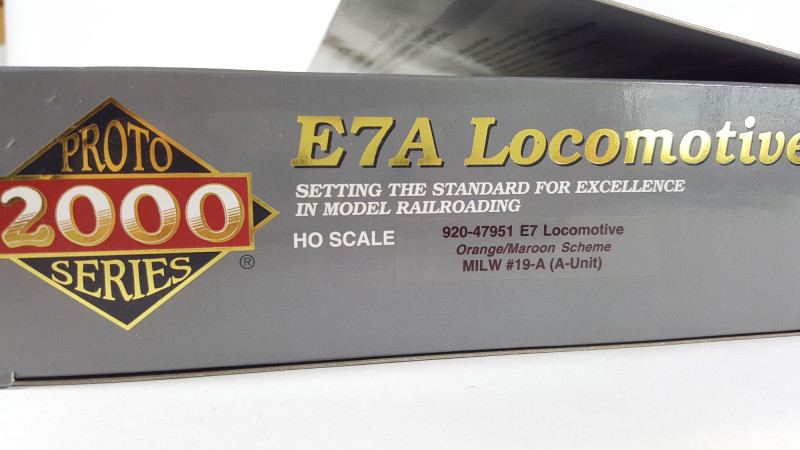 PROTO
2000
SERIES
®
E7A Locomotive
SETTING THE STANDARD FOR EXCELLENCE
IN MODEL RAILROADING
HO SCALE
920-47951 E7 Locomotive
Orange/Maroon Scheme
MILW #19-A (A-Unit)